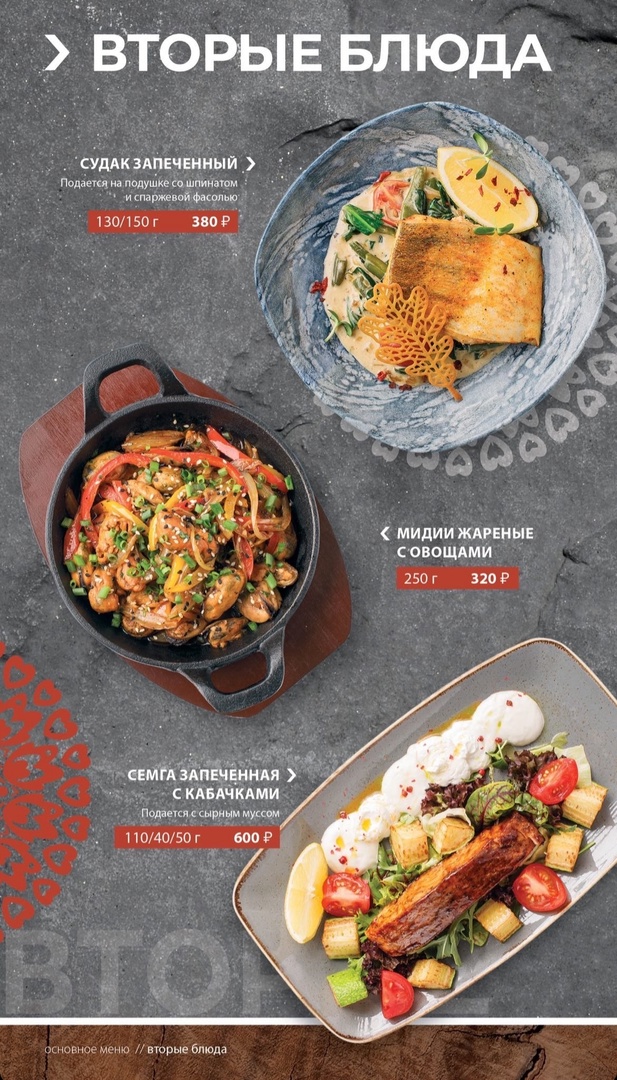 ВТОРЫЕ БЛЮДА
СУДАК ЗАПЕЧЕННЫЙ
Подается на подушке со шпинатом
и спаржевой фасолью
130/150 г 380 ₽
МИДИИ ЖАРЕНЫЕ
С ОВОЩАМИ
250 г 320 ₽
СЕМГА ЗАПЕЧЕННАЯ
С КАБАЧКАМИ
Подается с сырным муссом
110/40/50 г 600 ₽
основное меню // вторые блюда